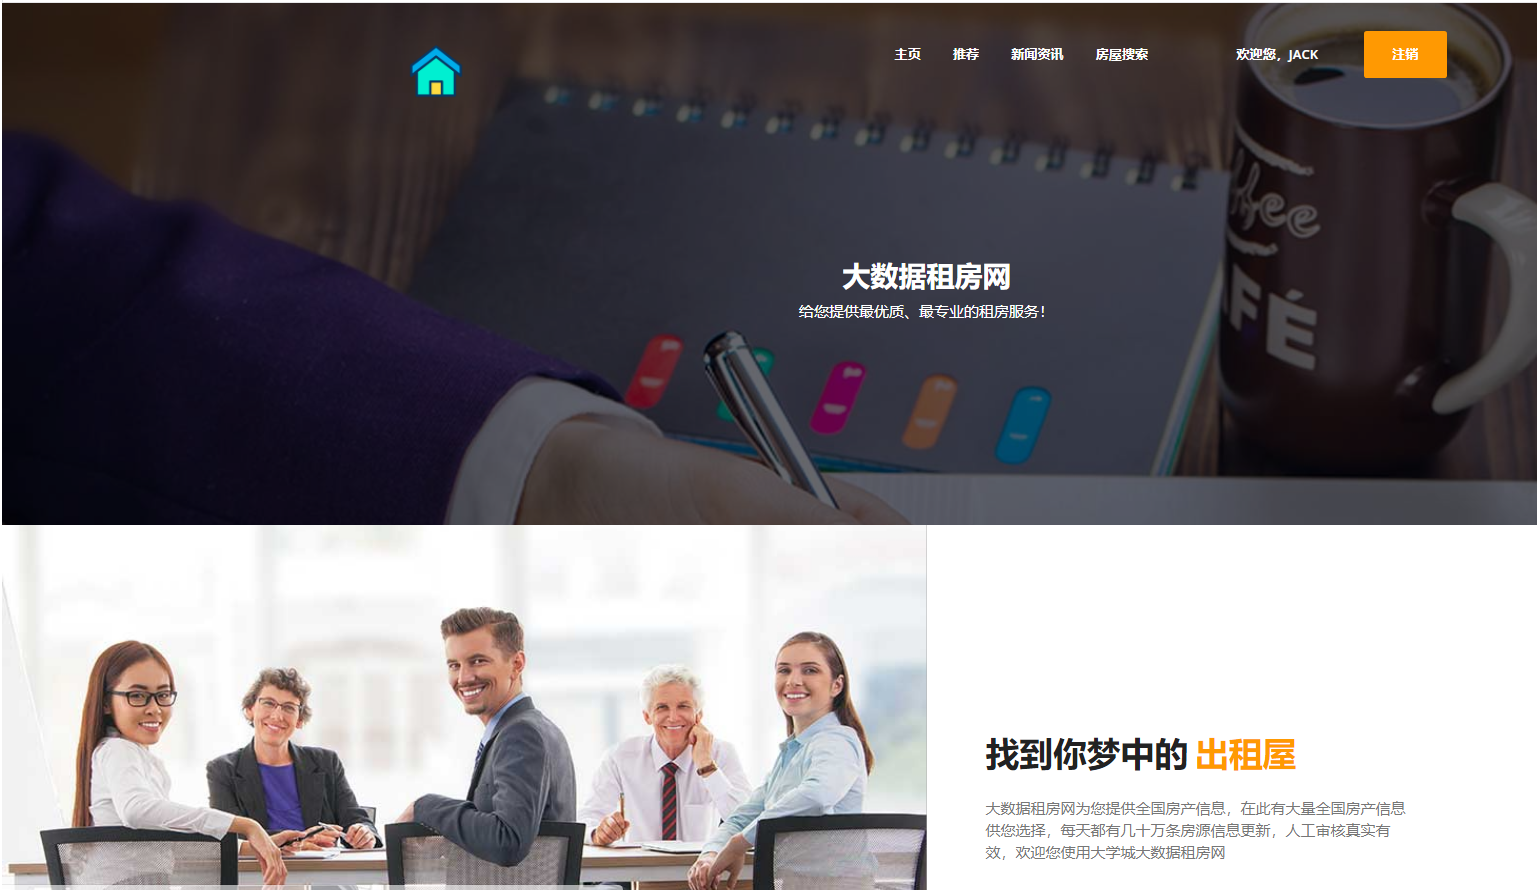 主页 推荐 新闻资讯 房屋搜索 欢迎您，JACK 注销
大数据租房网
给您提供最优质、最专业的租房服务！
coffee
CAFÉ
找到你梦中的 出租屋
大数据租房网为您提供全国房产信息，在此有大量全国房产信息
供您选择，每天都有几十万条房源信息更新，人工审核真实有
效，欢迎您使用大学城大数据租房网